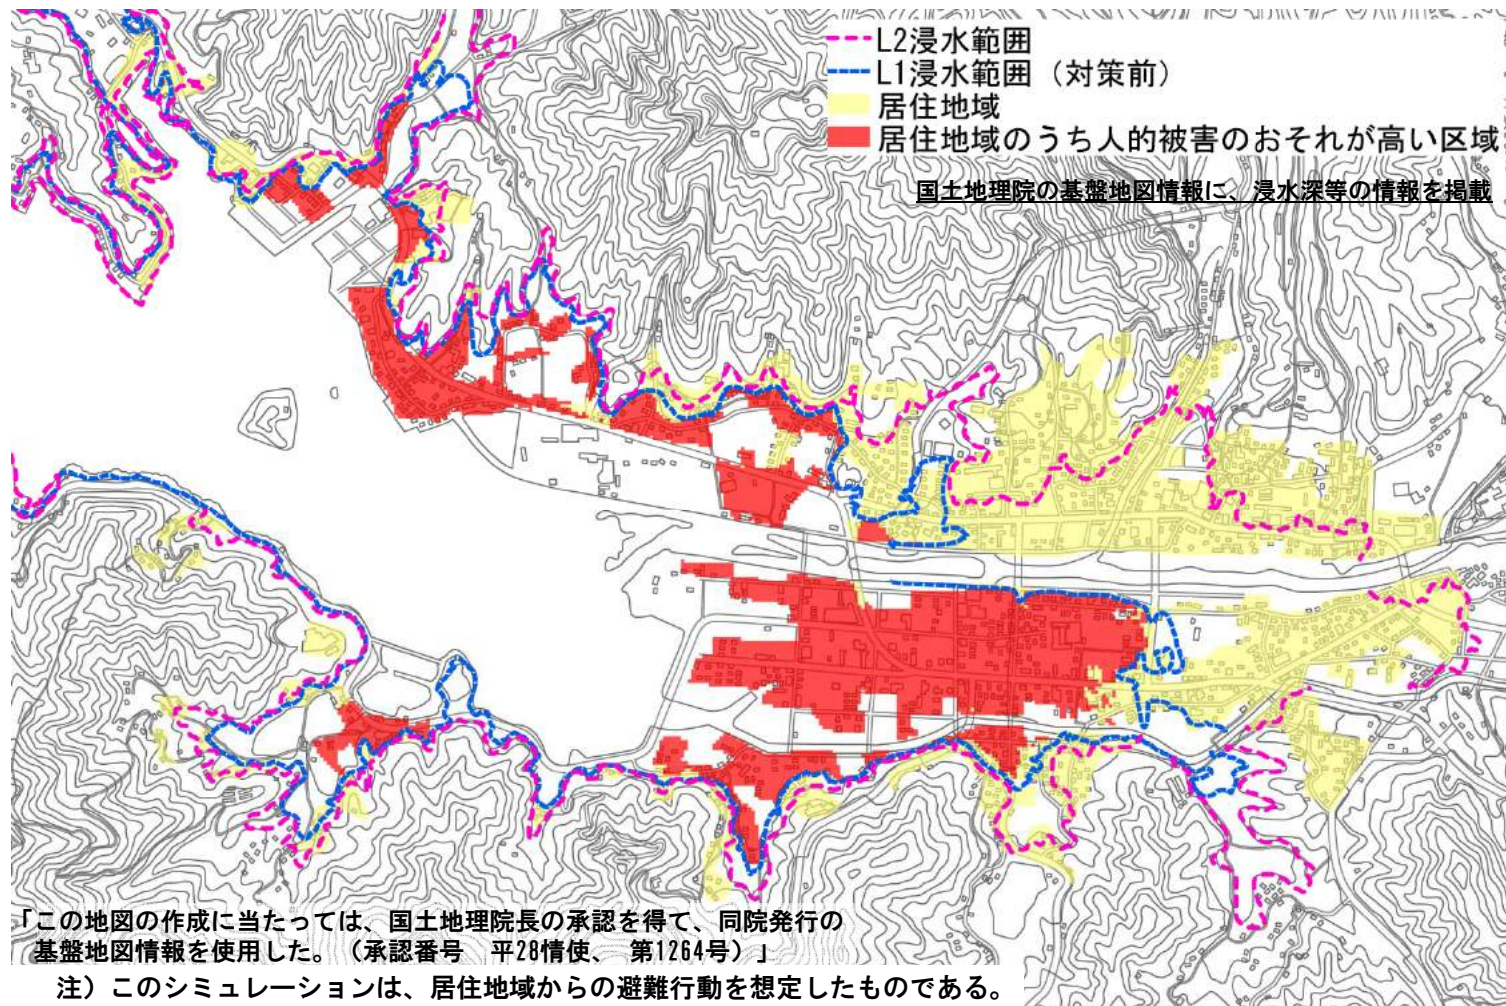 L2浸水範囲
L1浸水範囲（対策前）
居住地域
居住地域のうち人的被害のおそれが高い区域
国土地理院の基盤地図情報に、浸水深等の情報を掲載
「この地図の作成に当たっては、国土地理院長の承認を得て、同院発行の
基盤地図情報を使用した。（承認番号　平28情使、　第1264号）」
注）このシミュレーションは、居住地域からの避難行動を想定したものである。